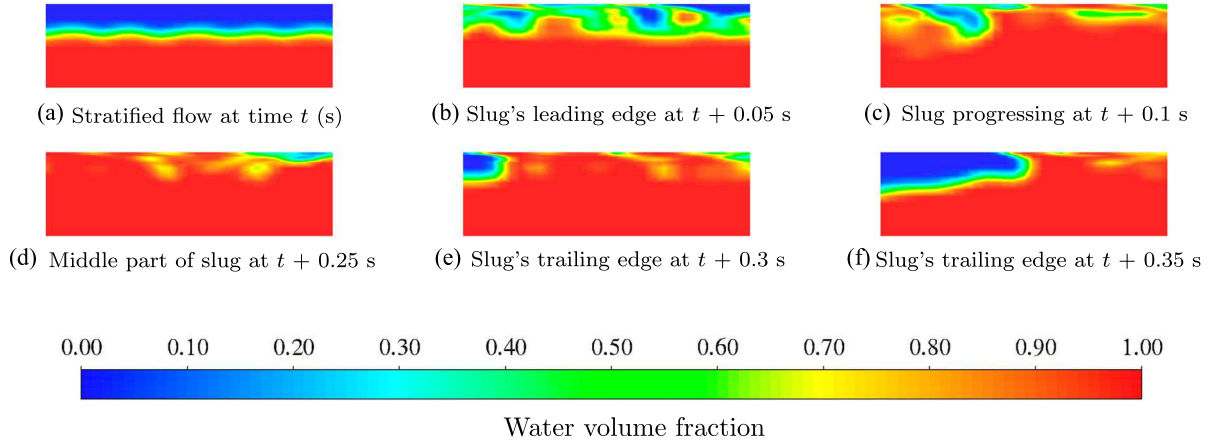 (a) Stratified flow at time t (s)
(b) Slug's leading edge at t + 0.05 s
(c) Slug progressing at t + 0.1 s
(d) Middle part of slug at t + 0.25 s
(e) Slug's trailing edge at t + 0.3 s
(f) Slug's trailing edge at t + 0.35 s
0.00 0.10 0.20 0.30 0.40 0.50 0.60 0.70 0.80 0.90 1.00
Water volume fraction